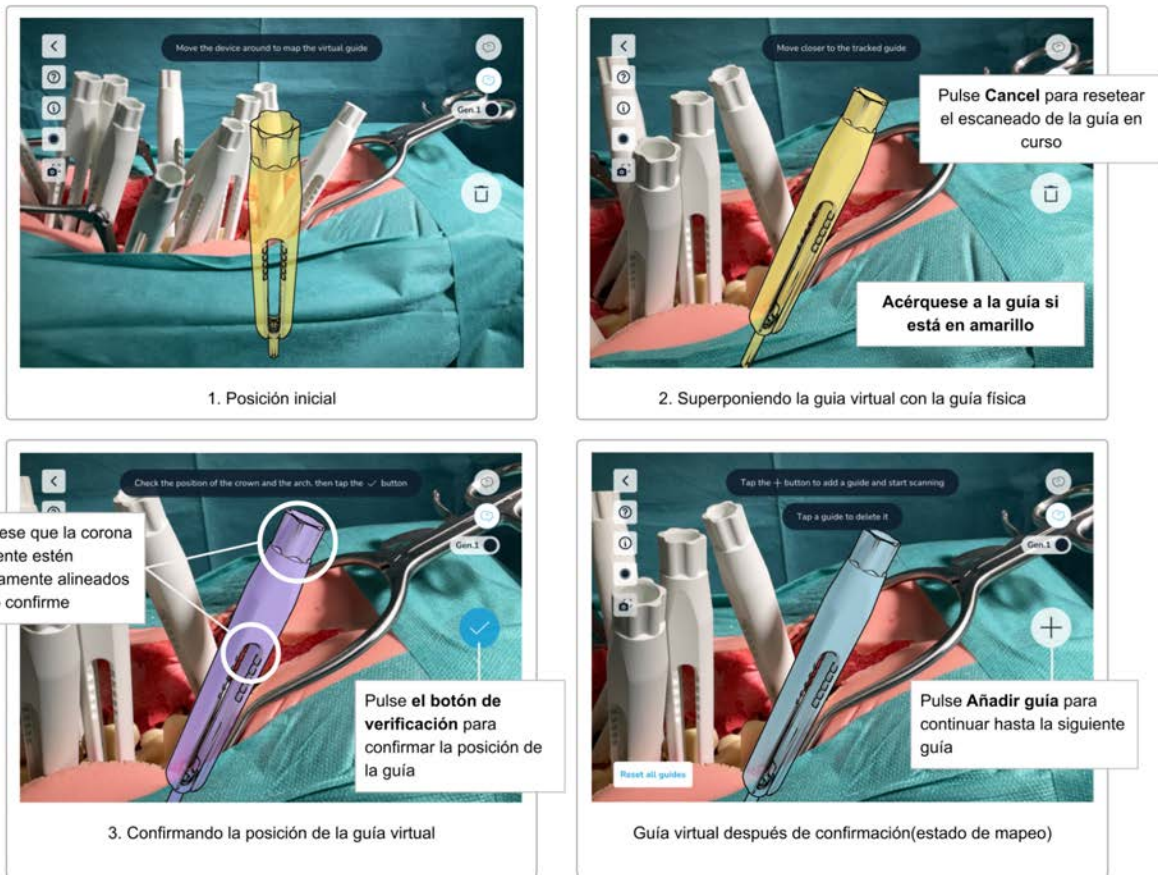 Move the device around to map the virtual guide
Gen.1
1. Posición inicial
Move closer to the tracked guide
Pulse Cancel para resetear
el escaneado de la guía en
curso
Acérquese a la guía si
está en amarillo
2. Superponiendo la guia virtual con la guía física
Check the position of the crown and the arch, then tap the ✓ button
Gen.1
ese que la corona
ente estén
amente alineados
confirme
Pulse el botón de
verificación para
confirmar la posición de
la guía
3. Confirmando la posición de la guía virtual
Tap the + button to add a guide and start scanning
Tap a guide to delete it
Gen.1
Pulse Añadir guía para
continuar hasta la siguiente
guía
Reset all guides
Guía virtual después de confirmación(estado de mapeo)